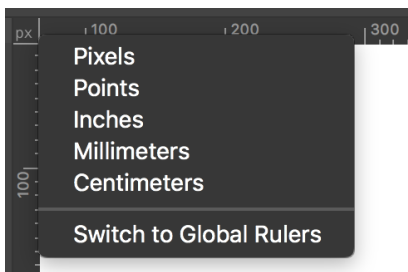 px 100 200 300
Pixels
Points
Inches
Millimeters
100
Centimeters
Switch to Global Rulers